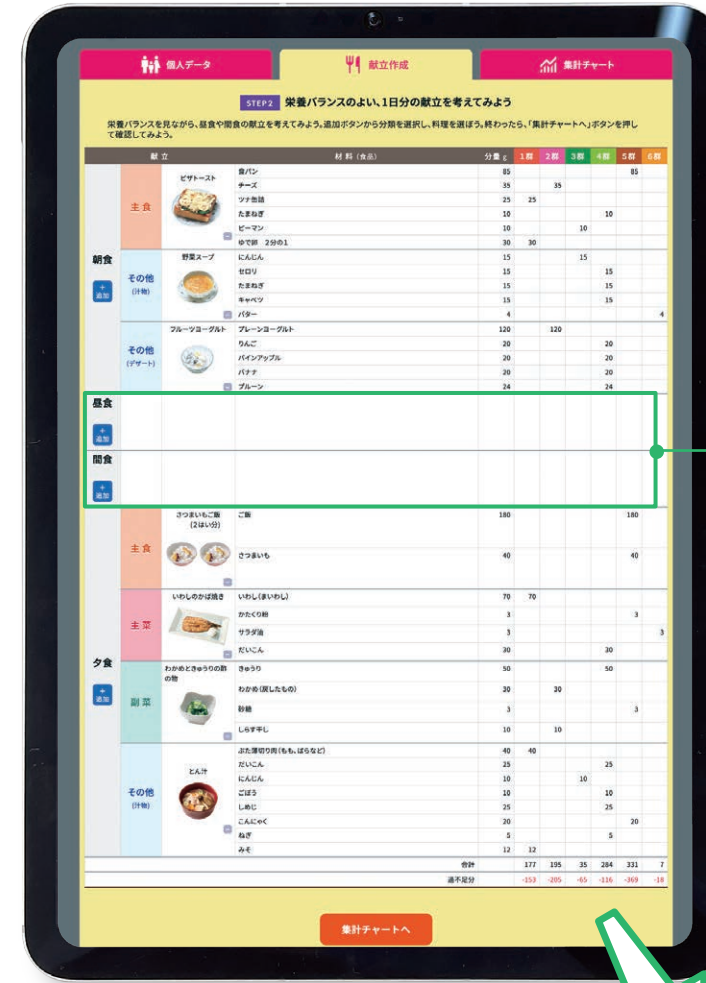 個人データ
献立作成
集計チャート
STEP2 栄養バランスのよい、1日分の献立を考えてみよう
栄養バランスを見ながら、昼食や間食の献立を考えてみよう。追加ボタンから分類を選択し、料理を選ぼう。終わったら、「集計チャートへ」ボタンを押し
て確認してみよう。
献立 材料(食品) 分量 g 1群 2群 3群 4群 5群 6群
朝食
+
追加
主食
ピザトースト
食パン 85 85
チーズ 35 35
ツナ缶詰 25 25
たまねぎ 10 10
ピーマン 10 10
ゆで卵 2分の1 30 30
その他
(汁物)
野菜スープ
にんじん 15 15
セロリ 15 15
たまねぎ 15 15
キャベツ 15 15
バター 4 4
その他
(デザート)
フルーツヨーグルト
プレーンヨーグルト 120 120
りんご 20 20
パインアップル 20 20
バナナ 20 20
プルーン 24 24
昼食
+
追加
間食
+
追加
夕食
+
追加
主食
さつまいもご飯
(2はい分)
ご飯 180 180
さつまいも 40 40
主菜
いわしのかば焼き
いわし(まいわし) 70 70
かたくり粉 3 3
サラダ油 3 3
だいこん 30 30
副菜
わかめときゅうりの酢
の物
きゅうり 50 50
わかめ(戻したもの) 30 30
砂糖 3 3
しらす干し 10 10
その他
(汁物)
とん汁
ぶた薄切り肉(もも、ばらなど) 40 40
だいこん 25 25
にんじん 10 10
ごぼう 10 10
しめじ 25 25
こんにゃく 20 20
ねぎ 5 5
みそ 12 12
合計 177 195 35 284 331 7
過不足分 -153 -205 -65 -116 -369 -18
集計チャートへ